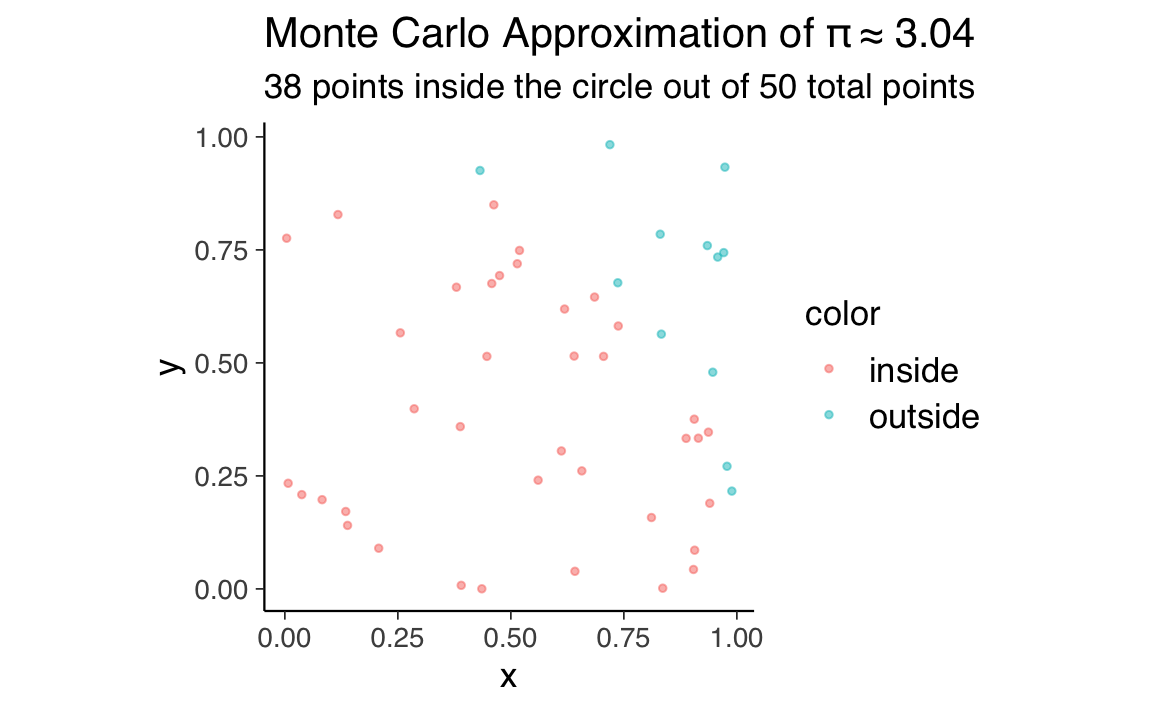 Monte Carlo Approximation of π ≈ 3.04
38 points inside the circle out of 50 total points
1.00
0.75
0.50
0.25
0.00
y
0.00 0.25 0.50 0.75 1.00
x
color
inside
outside